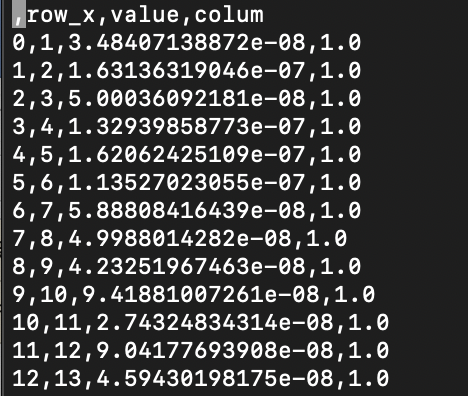 ,row_x,value,colum
0,1,3.48407138872e-08,1.0
1,2,1.63136319046e-07,1.0
2,3,5.00036092181e-08,1.0
3,4,1.32939858773e-07,1.0
4,5,1.62062425109e-07,1.0
5,6,1.13527023055e-07,1.0
6,7,5.88808416439e-08,1.0
7,8,4.9988014282e-08,1.0
8,9,4.23251967463e-08,1.0
9,10,9.41881007261e-08,1.0
10,11,2.74324834314e-08,1.0
11,12,9.04177693908e-08,1.0
12,13,4.59430198175e-08,1.0